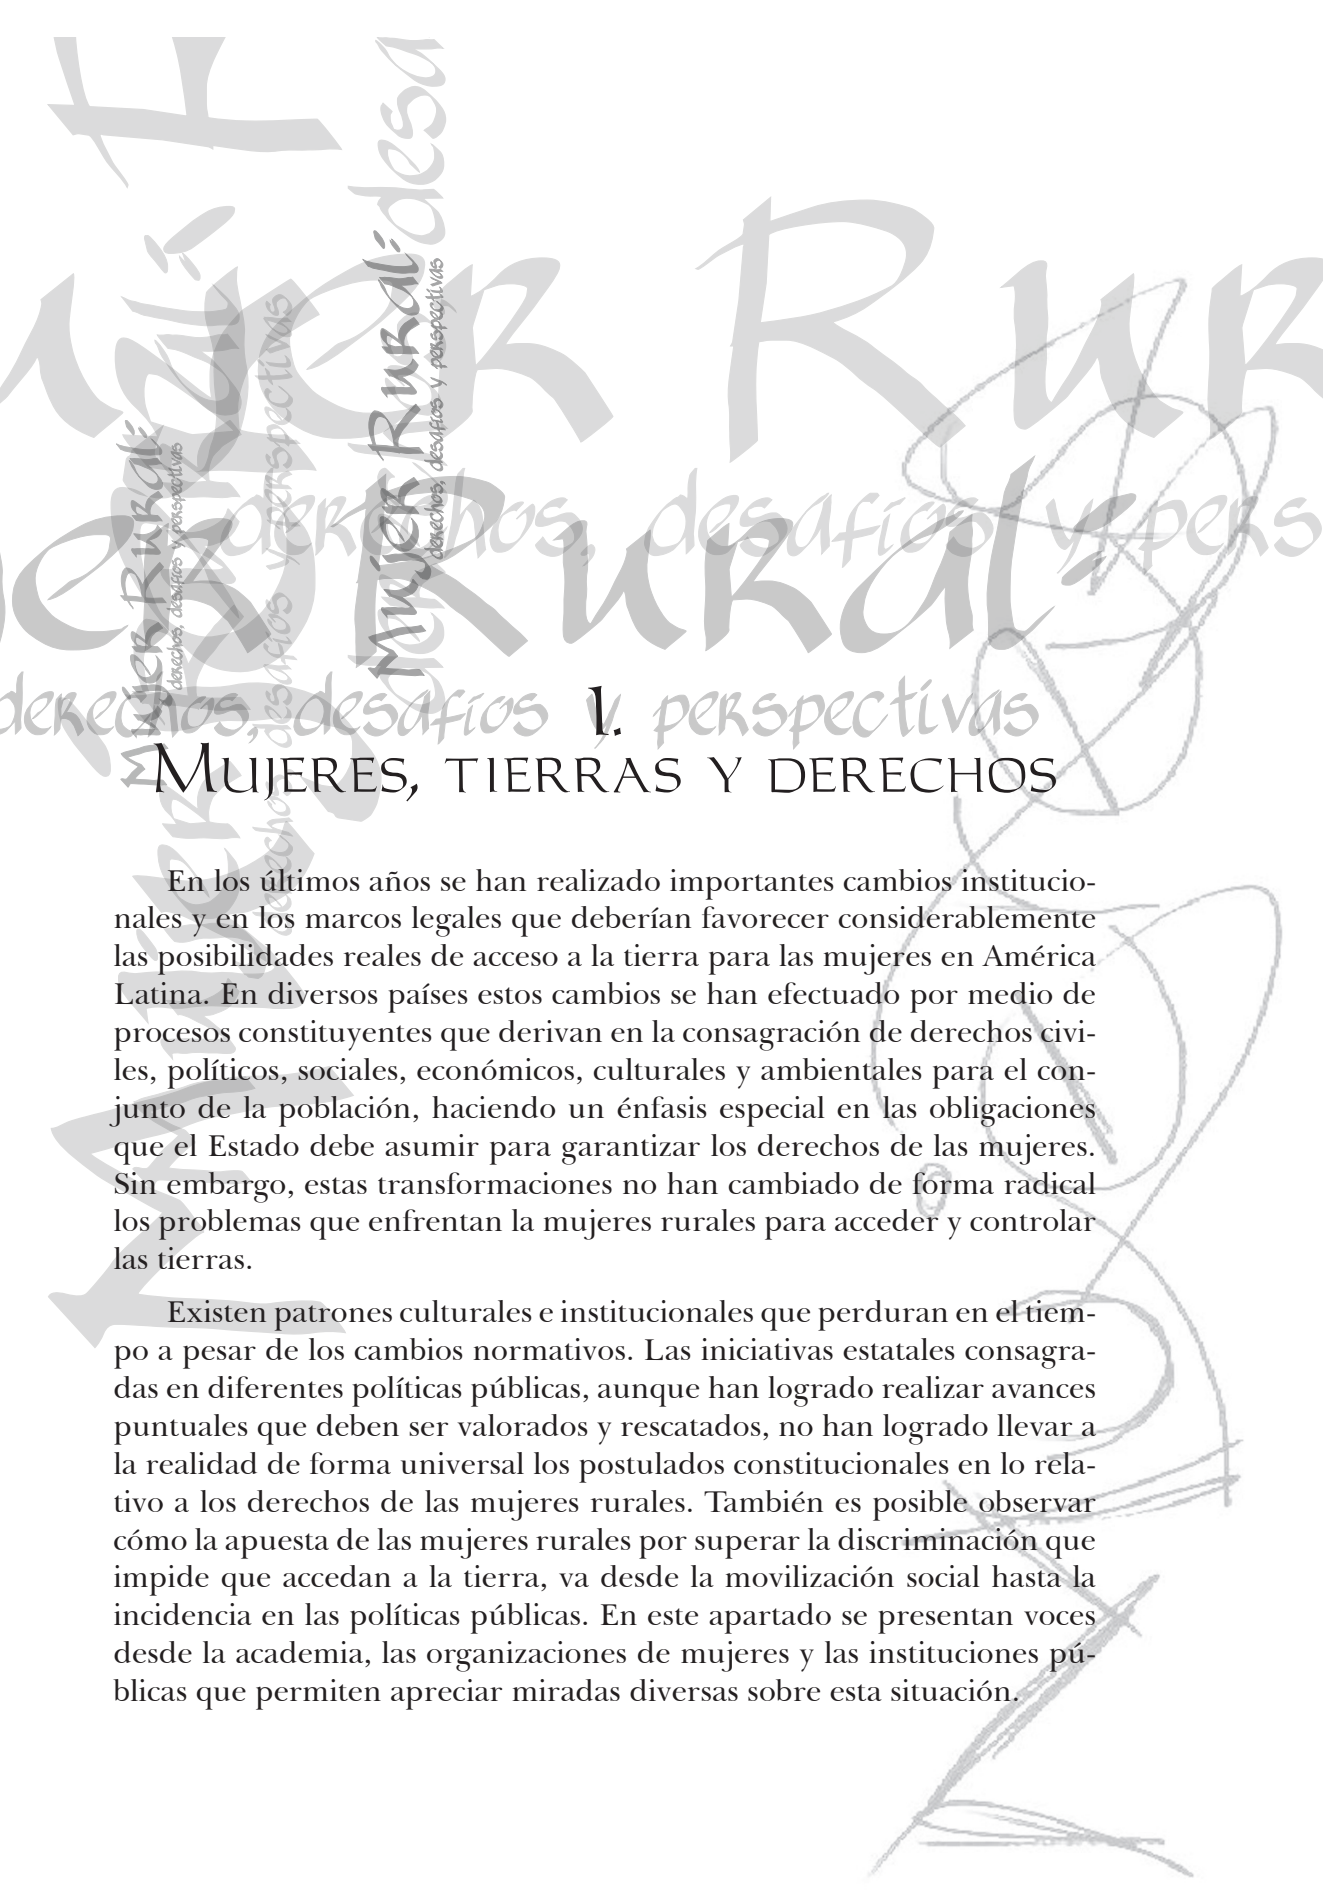 Mujer Rural:
derechos, desafíos y perspectivas
Mujer Rural:
derechos, desafíos y perspectivas
derechos, desafíos y perspectivas
Rural:
derechos, desafíos y pers
derechos, desafíos y perspectivas
I.
Mujeres, tierras y derechos
En los últimos años se han realizado importantes cambios institucio-
nales y en los marcos legales que deberían favorecer considerablemente
las posibilidades reales de acceso a la tierra para las mujeres en América
Latina. En diversos países estos cambios se han efectuado por medio de
procesos constituyentes que derivan en la consagración de derechos civi-
les, políticos, sociales, económicos, culturales y ambientales para el con-
junto de la población, haciendo un énfasis especial en las obligaciones
que el Estado debe asumir para garantizar los derechos de las mujeres.
Sin embargo, estas transformaciones no han cambiado de forma radical
los problemas que enfrentan la mujeres rurales para acceder y controlar
las tierras.
Existen patrones culturales e institucionales que perduran en el tiem-
po a pesar de los cambios normativos. Las iniciativas estatales consagra-
das en diferentes políticas públicas, aunque han logrado realizar avances
puntuales que deben ser valorados y rescatados, no han logrado llevar a
la realidad de forma universal los postulados constitucionales en lo rela-
tivo a los derechos de las mujeres rurales. También es posible observar
cómo la apuesta de las mujeres rurales por superar la discriminación que
impide que accedan a la tierra, va desde la movilización social hasta la
incidencia en las políticas públicas. En este apartado se presentan voces
desde la academia, las organizaciones de mujeres y las instituciones pú-
blicas que permiten apreciar miradas diversas sobre esta situación.